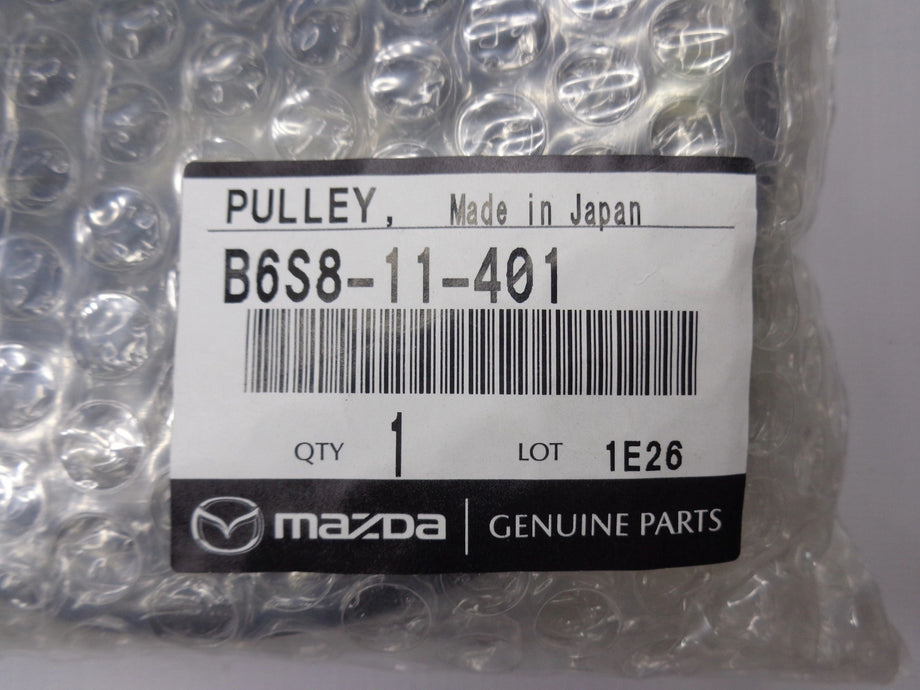 PULLEY, Made in Japan
B6S8-11-401
QTY 1 LOT 1E26
mazda GENUINE PARTS